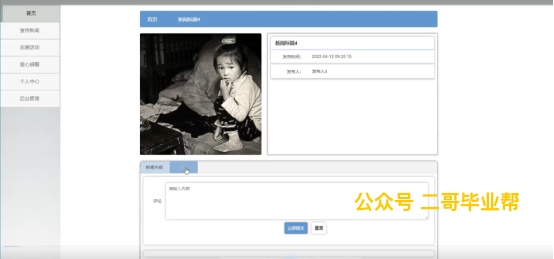 首页
宣传新闻
志愿活动
爱心捐赠
个人中心
后台管理
首页 新闻标题4
新闻标题4
发布时间: 2022-04-12 09:25:15
发布人: 发布人4
新闻内容
评论
请输入内容
立即提交 重置
公众号 二哥毕业帮